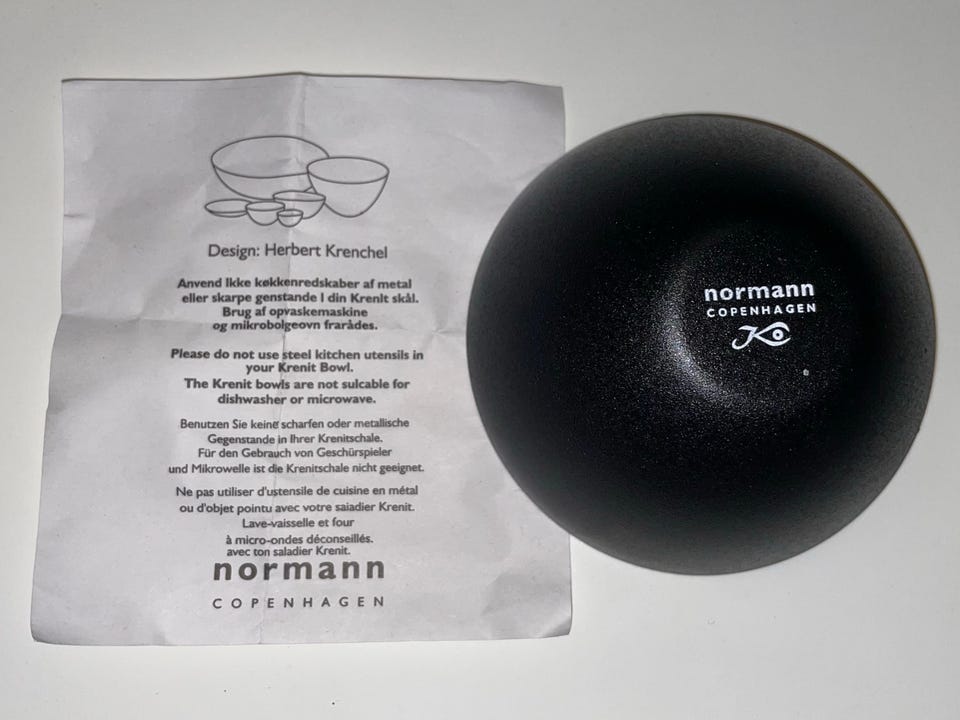 Design: Herbert Krenchel
Anvend Ikke køkkenredskaber af metal
eller skarpe genstande I din Krenit skål.
Brug af opvaskemaskine
og mikrobolgeovn frarådes.
Please do not use steel kitchen utensils in
your Krenit Bowl.
The Krenit bowls are not sulcable for
dishwasher or microwave.
Benutzen Sie keine scharfen oder metallische
Gegenstande in Ihrer Krenitschale.
Für den Gebrauch von Geschürspieler
und Mikrowelle ist die Krenitschale nicht geeignet.
Ne pas utiliser d'ustensile de cuisine en métal
ou d'objet pointu avec votre saiadier Krenit.
Lave-vaisselle et four
à micro-ondes déconseillés.
avec ton saladier Krenit.
normann
COPENHAGEN
normann
COPENHAGEN